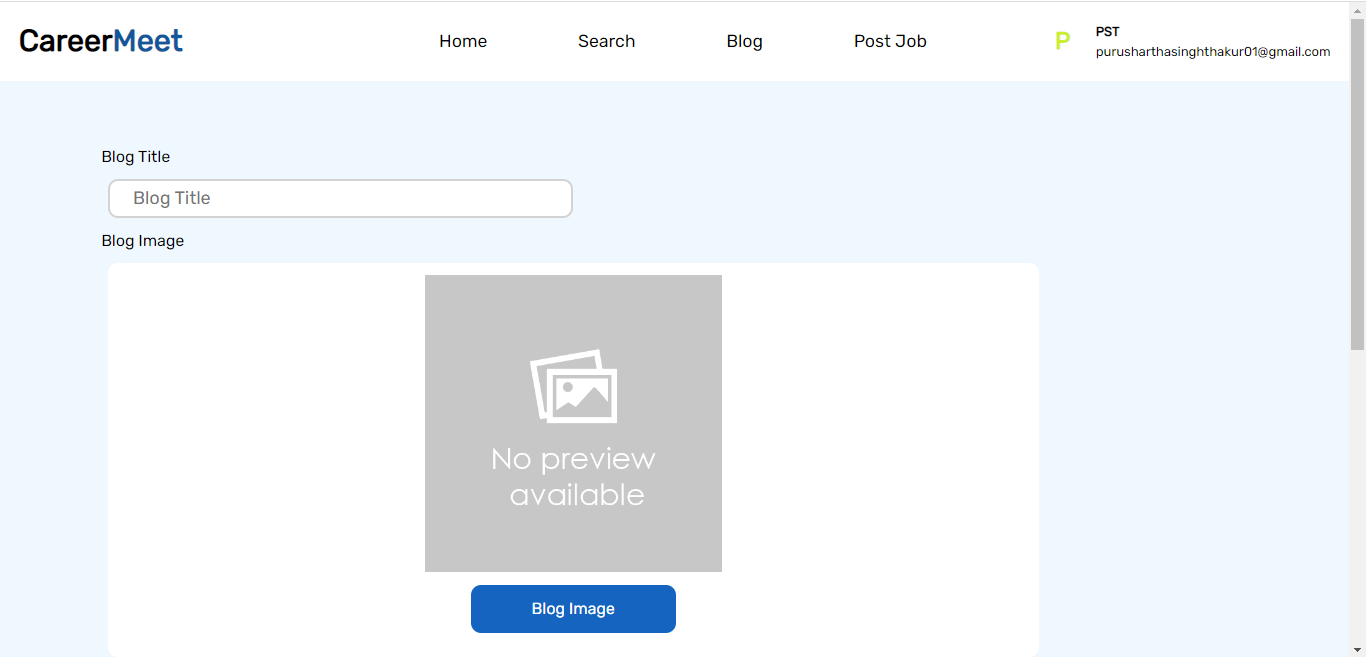 CareerMeet
Home
Search
Blog
Post Job
P
PST
purusharthasinghthakur01@gmail.com
Blog Title
Blog Title
Blog Image
No preview
available
Blog Image